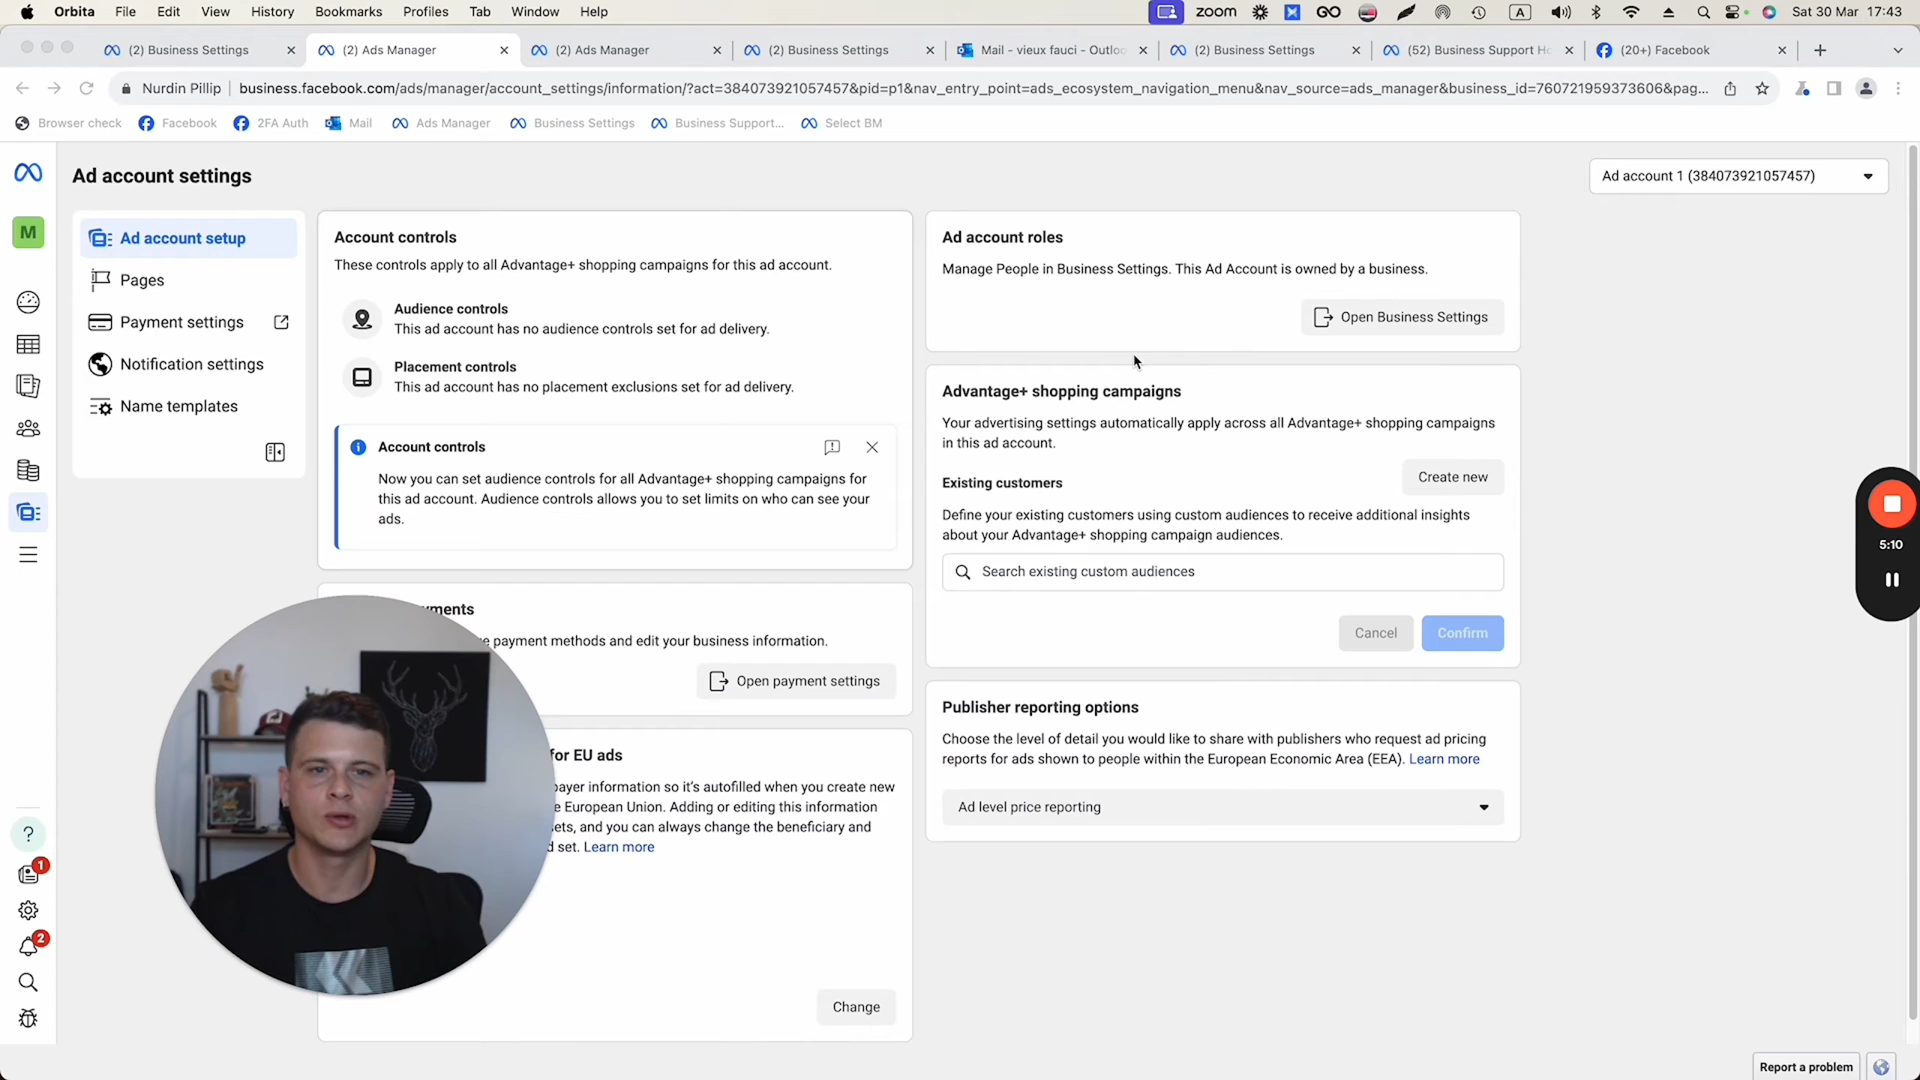 Orbita File Edit View History Bookmarks Profiles Tab Window Help
zoom GO A Sat 30 Mar 17:43
(2) Business Settings (2) Ads Manager (2) Ads Manager (2) Business Settings Mail - vieux fauci - Outlo (2) Business Settings (52) Business Support Ho (20+) Facebook
Nurdin Pillip business.facebook.com/ads/manager/account_settings/information/?act=384073921057457&pid=p1&nav_entry_point=ads_ecosystem_navigation_menu&nav_source=ads_manager&business_id=760721959373606&pag...
Browser check Facebook 2FA Auth Mail Ads Manager Business Settings Business Support... Select BM
Ad account settings
Ad account 1 (384073921057457)
M
Ad account setup
Pages
Payment settings
Notification settings
Name templates
Account controls
These controls apply to all Advantage+ shopping campaigns for this ad account.
Audience controls
This ad account has no audience controls set for ad delivery.
Placement controls
This ad account has no placement exclusions set for ad delivery.
Account controls
Now you can set audience controls for all Advantage+ shopping campaigns for
this ad account. Audience controls allows you to set limits on who can see your
ads.
yments
payment methods and edit your business information.
Open payment settings
for EU ads
payer information so it's autofilled when you create new
European Union. Adding or editing this information
ets, and you can always change the beneficiary and
d set. Learn more
Change
Ad account roles
Manage People in Business Settings. This Ad Account is owned by a business.
Open Business Settings
Advantage+ shopping campaigns
Your advertising settings automatically apply across all Advantage+ shopping campaigns
in this ad account.
Existing customers
Create new
Define your existing customers using custom audiences to receive additional insights
about your Advantage+ shopping campaign audiences.
Search existing custom audiences
Cancel Confirm
Publisher reporting options
Choose the level of detail you would like to share with publishers who request ad pricing
reports for ads shown to people within the European Economic Area (EEA). Learn more
Ad level price reporting
5:10
?
1
2
Report a problem